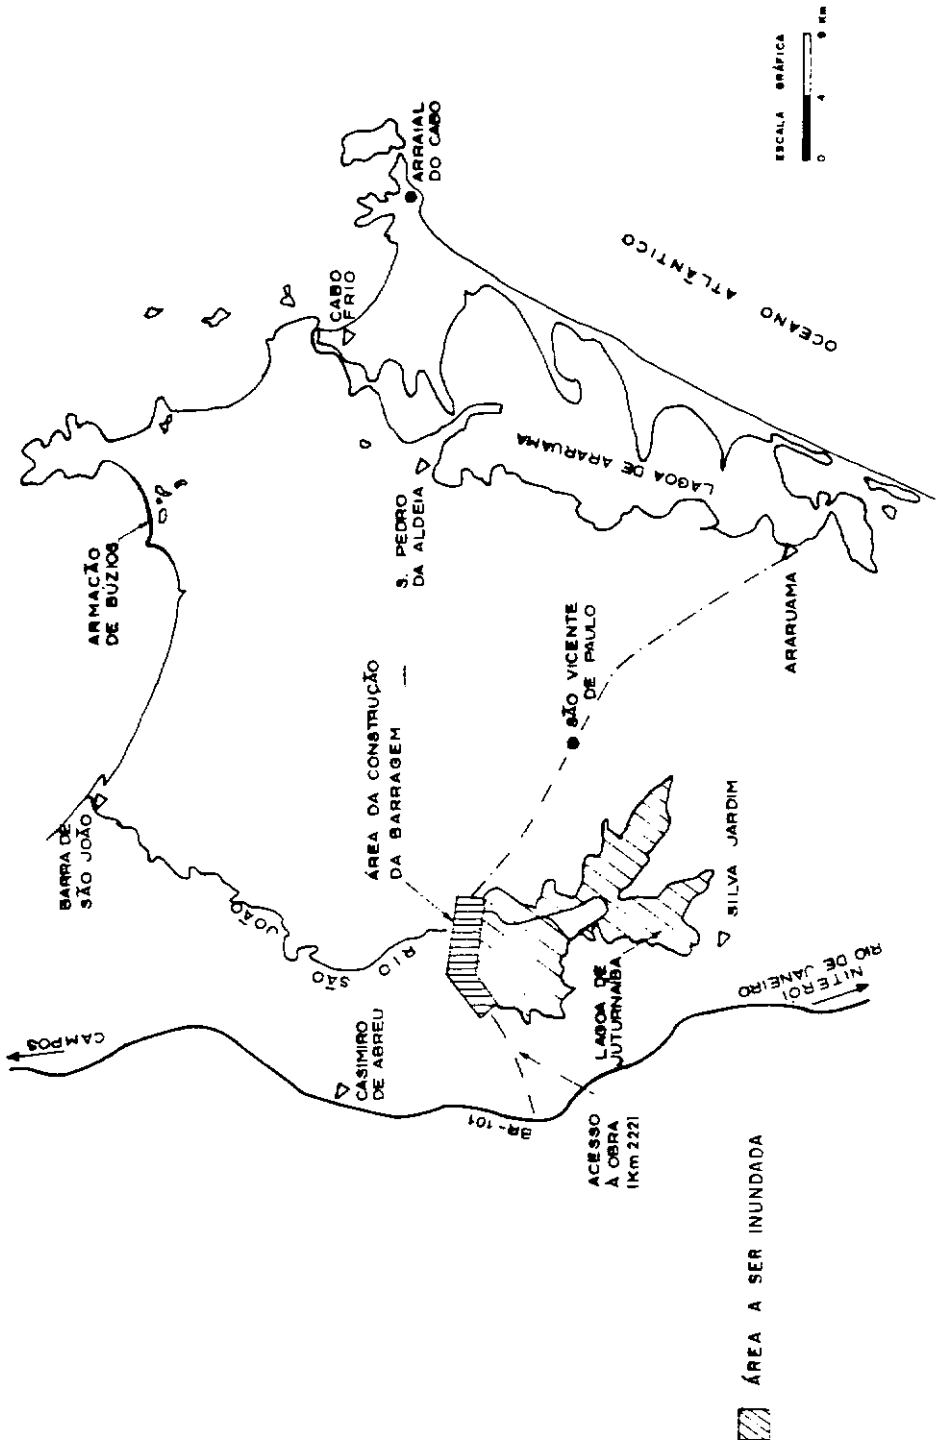 CAMPOS
BARRA DE
SÃO JOÃO
ARMAÇÃO
DE BÚZIOS
CABO
FRIO
ARRAIAL
DO CABO
RIO SÃO JOÃO
CASIMIRO
DE ABREU
BR-101
ÁREA DA CONSTRUÇÃO
DA BARRAGEM
S. PEDRO
DA ALDEIA
LAGOA DE ARARUAMA
OCEANO ATLÂNTICO
SÃO VICENTE
DE PAULO
ARARUAMA
ACESSO
À OBRA
(Km 222)
LAGOA DE
JUTURNAÍBA
SILVA JARDIM
NITEROI
RIO DE JANEIRO
ESCALA GRÁFICA
0 4 8 Km
ÁREA A SER INUNDADA